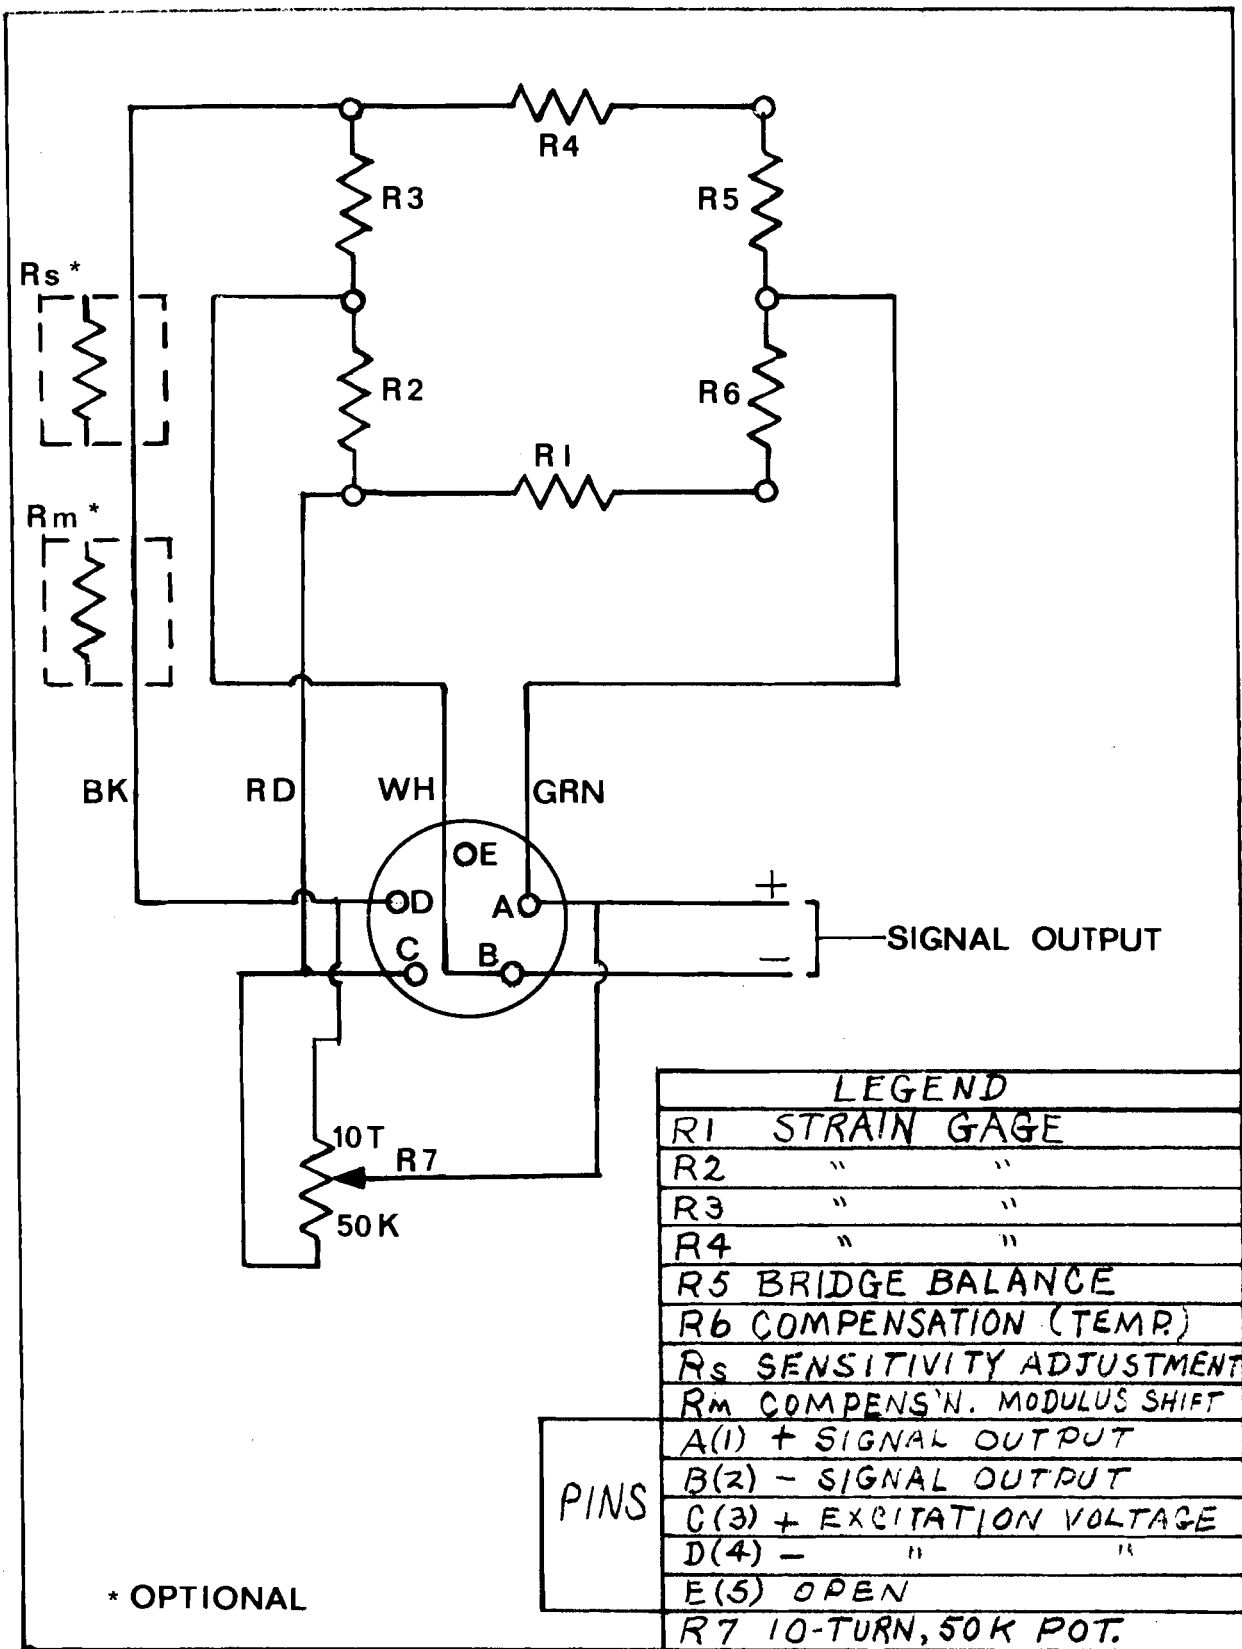 R4
R3
R5
Rs*
R2
R6
R1
Rm*
BK
RD
WH
GRN
E
D
A
+
C
B
−
SIGNAL OUTPUT
10T
R7
50K
LEGEND
R1 STRAIN GAGE
R2 " "
R3 " "
R4 " "
R5 BRIDGE BALANCE
R6 COMPENSATION (TEMP.)
Rs SENSITIVITY ADJUSTMENT
Rm COMPENS'N. MODULUS SHIFT
PINS
A(1) + SIGNAL OUTPUT
B(2) − SIGNAL OUTPUT
C(3) + EXCITATION VOLTAGE
D(4) − " "
E(5) OPEN
R7 10-TURN, 50K POT.
* OPTIONAL